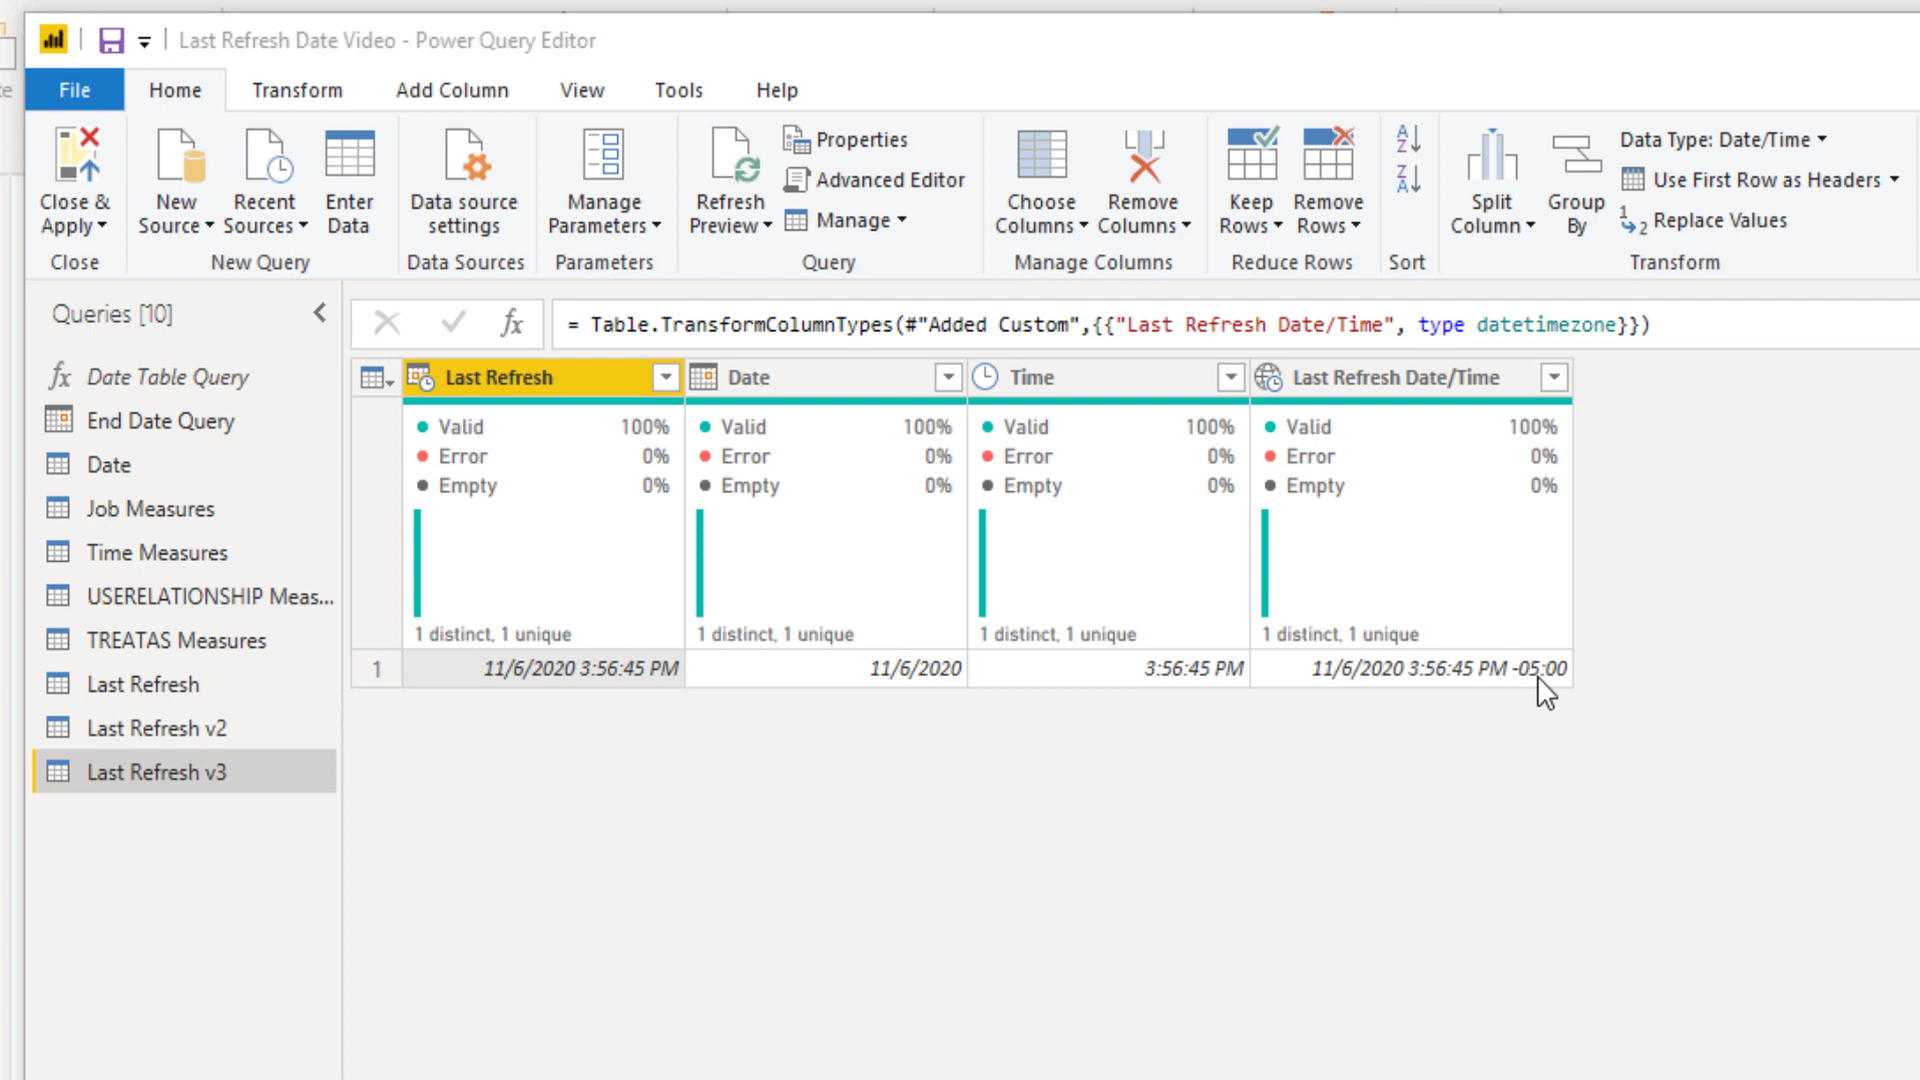 Last Refresh Date Video - Power Query Editor
File Home Transform Add Column View Tools Help
Close & Apply
New Source
Recent Sources
Enter Data
Data source settings
Manage Parameters
Refresh Preview
Properties
Advanced Editor
Manage
Choose Columns
Remove Columns
Keep Rows
Remove Rows
Split Column
Group By
Data Type: Date/Time
Use First Row as Headers
Replace Values
Close New Query Data Sources Parameters Query Manage Columns Reduce Rows Sort Transform
Queries [10]
Date Table Query
End Date Query
Date
Job Measures
Time Measures
USERELATIONSHIP Meas...
TREATAS Measures
Last Refresh
Last Refresh v2
Last Refresh v3
= Table.TransformColumnTypes(#"Added Custom",{{"Last Refresh Date/Time", type datetimezone}})
Last Refresh Date Time Last Refresh Date/Time
Valid 100% Valid 100% Valid 100% Valid 100%
Error 0% Error 0% Error 0% Error 0%
Empty 0% Empty 0% Empty 0% Empty 0%
1 distinct, 1 unique 1 distinct, 1 unique 1 distinct, 1 unique 1 distinct, 1 unique
1 11/6/2020 3:56:45 PM 11/6/2020 3:56:45 PM 11/6/2020 3:56:45 PM -05:00